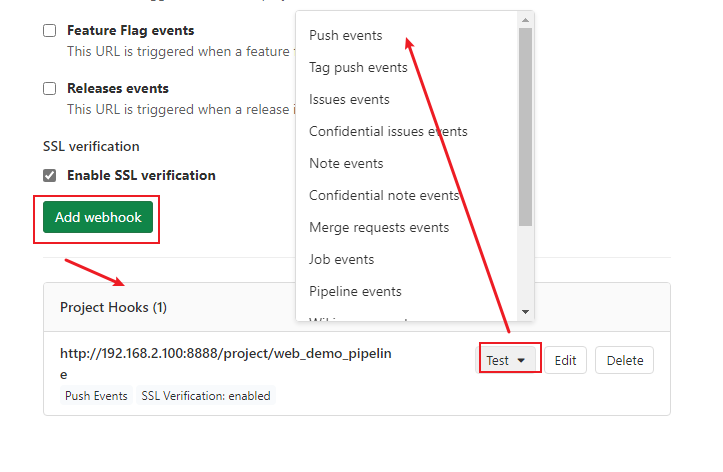 Feature Flag events
This URL is triggered when a feature
Releases events
This URL is triggered when a release i
SSL verification
Enable SSL verification
Add webhook
Push events
Tag push events
Issues events
Confidential issues events
Note events
Confidential note events
Merge requests events
Job events
Pipeline events
Project Hooks (1)
http://192.168.2.100:8888/project/web_demo_pipelin
e
Test
Edit
Delete
Push Events
SSL Verification: enabled